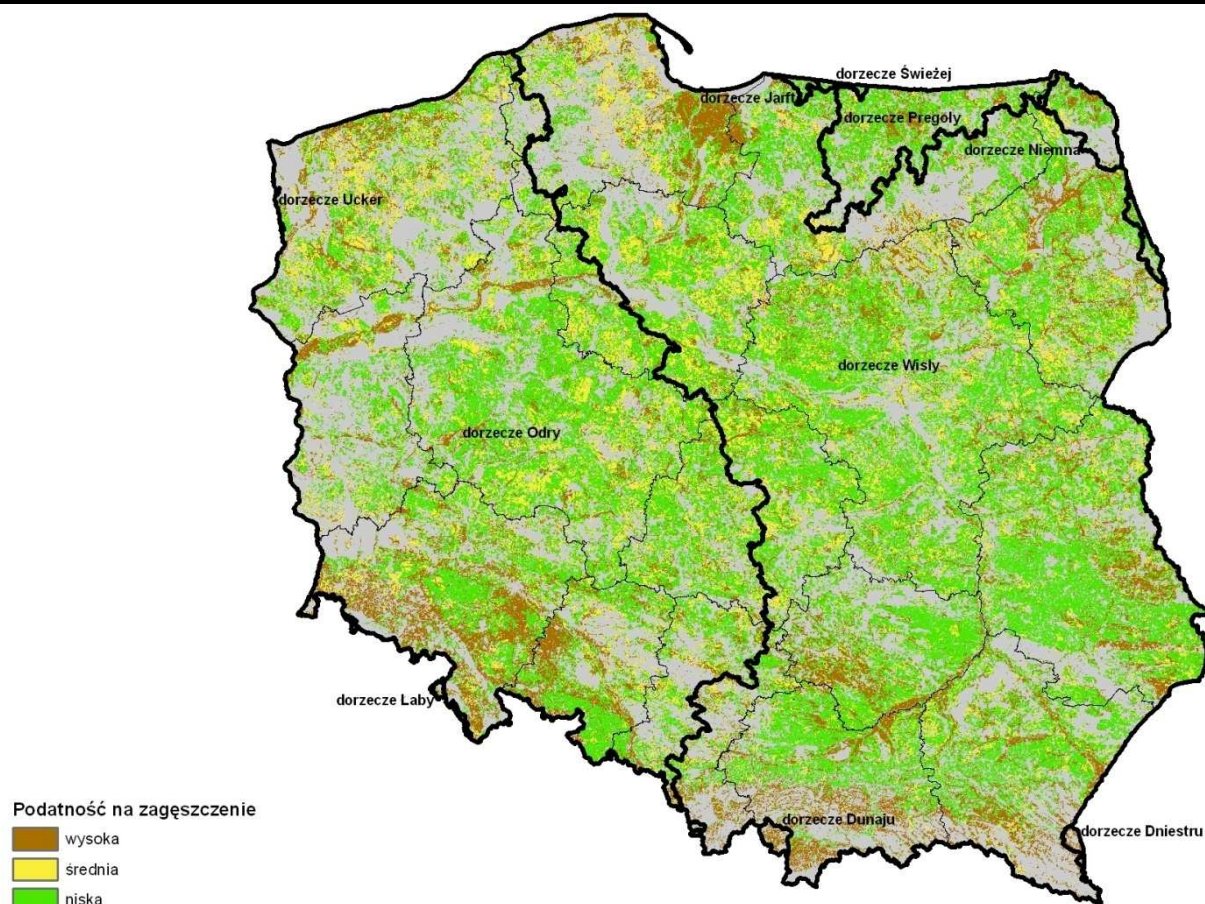 dorzecze Świeżej
dorzecze Jarft
dorzecze Pregoły
dorzecze Niemna
dorzecze Ucker
dorzecze Wisły
dorzecze Odry
dorzecze Łaby
dorzecze Dunaju
dorzecze Dniestru
Podatność na zagęszczenie
wysoka
średnia
niska